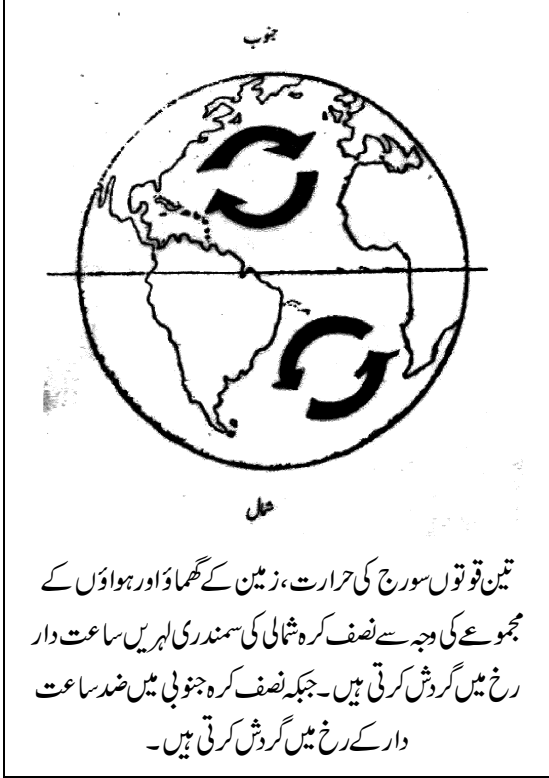 جنوب
شمال
تین قوتوں سورج کی حرارت، زمین کے گھماؤ اور ہواؤں کے
مجموعے کی وجہ سے نصف کرہ شمالی کی سمندری لہریں ساعت دار
رخ میں گردش کرتی ہیں۔ جبکہ نصف کرہ جنوبی میں ضد ساعت
دار کے رخ میں گردش کرتی ہیں۔